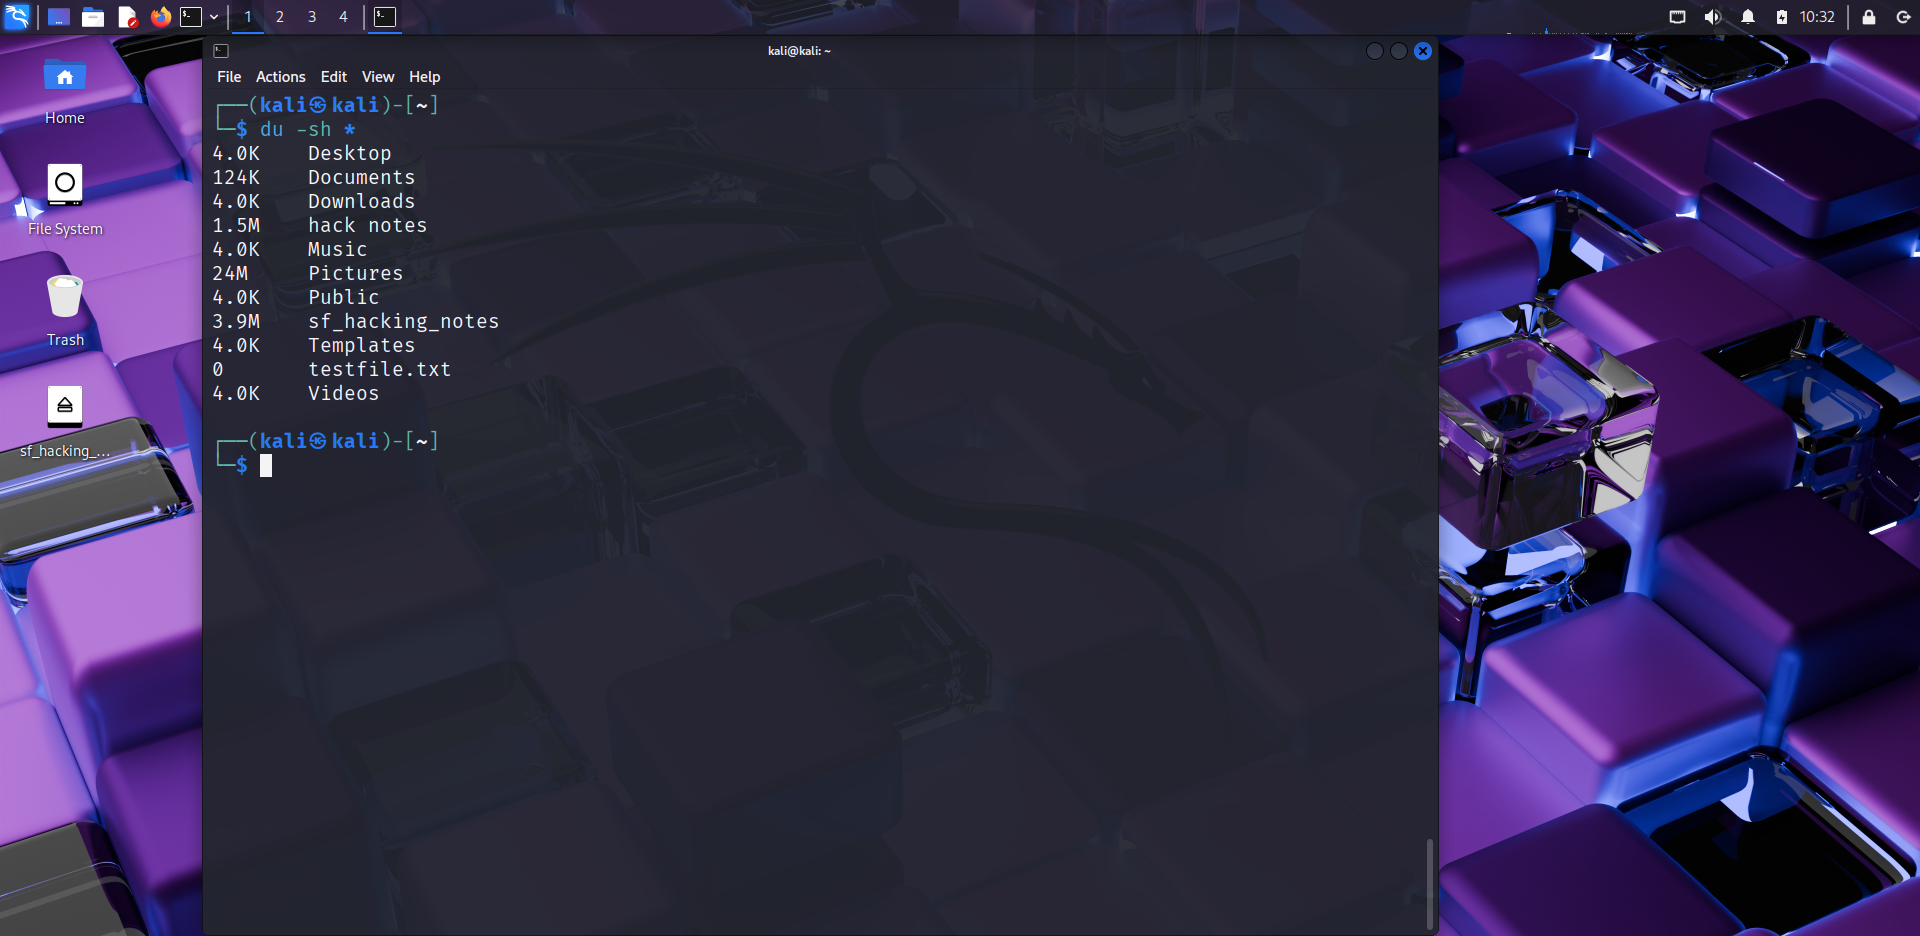 1 2 3 4
10:32
kali@kali: ~
File Actions Edit View Help
Home
File System
Trash
sf_hacking_...
┌──(kali㉿kali)-[~]
└─$ du -sh *
4.0K    Desktop
124K    Documents
4.0K    Downloads
1.5M    hack notes
4.0K    Music
24M     Pictures
4.0K    Public
3.9M    sf_hacking_notes
4.0K    Templates
0       testfile.txt
4.0K    Videos
┌──(kali㉿kali)-[~]
└─$